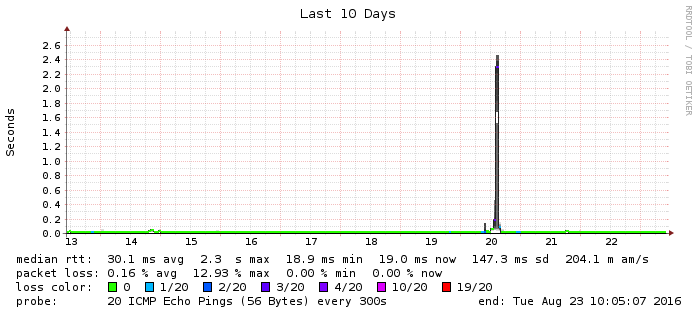 Last 10 Days
RRDTOOL / TOBI OETIKER
Seconds
2.6
2.4
2.2
2.0
1.8
1.6
1.4
1.2
1.0
0.8
0.6
0.4
0.2
0.0
13 14 15 16 17 18 19 20 21 22
median rtt: 30.1 ms avg 2.3 s max 18.9 ms min 19.0 ms now 147.3 ms sd 204.1 m am/s
packet loss: 0.16 % avg 12.93 % max 0.00 % min 0.00 % now
loss color: 0 1/20 2/20 3/20 4/20 10/20 19/20
probe: 20 ICMP Echo Pings (56 Bytes) every 300s end: Tue Aug 23 10:05:07 2016